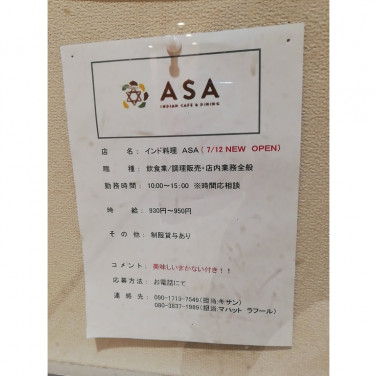 ASA
INDIAN CAFE & DINING
店 名： インド料理 ASA（ 7/12 NEW OPEN）
職 種： 飲食業/調理販売・店内業務全般
勤務時間： 10:00～15:00 ※時間応相談
時 給： 930円～950円
その他： 制服貸与あり
コメント： 美味しいまかない付き！！
応募方法： お電話にて
連絡先： 090-1713-7549（担当:キサン）
080-3837-1989（担当:マハット ラフール）